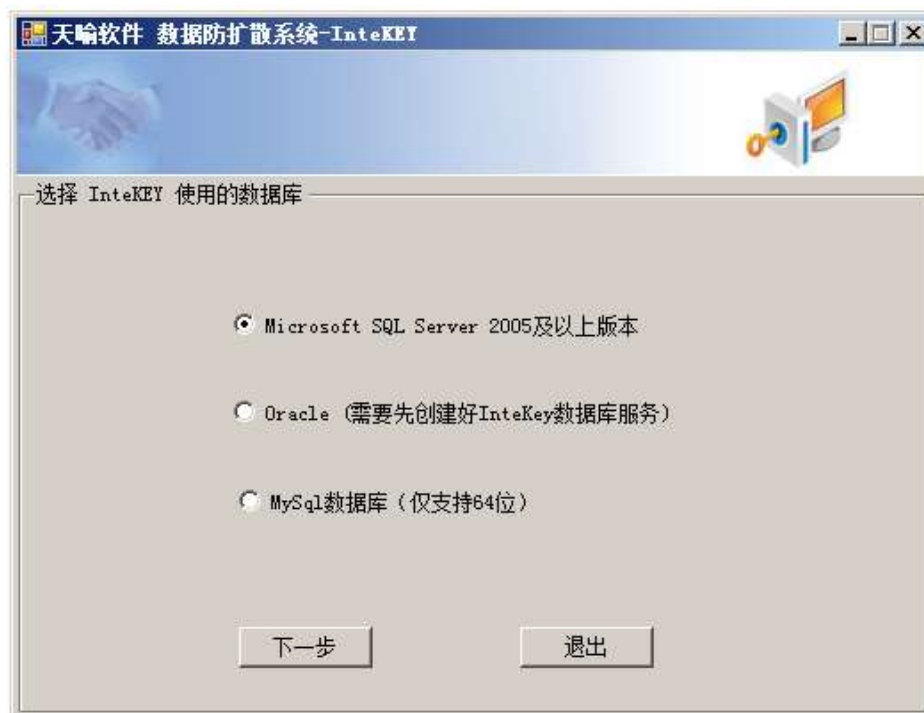 天喻软件 数据防扩散系统-InteKEY
选择 InteKEY 使用的数据库
Microsoft SQL Server 2005及以上版本
Oracle (需要先创建好InteKey数据库服务)
MySql数据库(仅支持64位)
下一步 退出